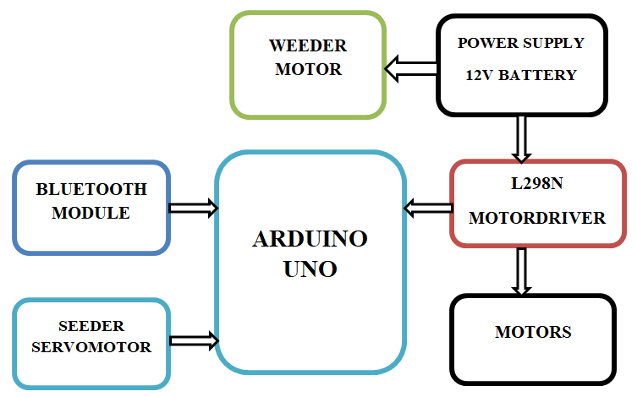 WEEDER
MOTOR
POWER SUPPLY
12V BATTERY
BLUETOOTH
MODULE
ARDUINO
UNO
L298N
MOTORDRIVER
SEEDER
SERVOMOTOR
MOTORS